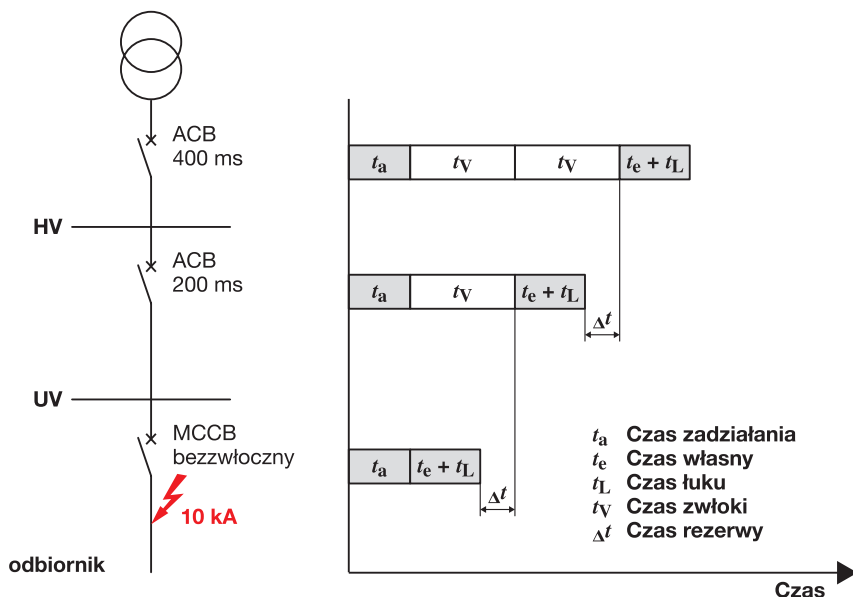 ACB
400 ms
HV
ACB
200 ms
UV
MCCB
bezzwłoczny
10 kA
odbiornik
ta tV tV te + tL
ta tV te + tL
Δt
ta te + tL
Δt
ta Czas zadziałania
te Czas własny
tL Czas łuku
tV Czas zwłoki
Δt Czas rezerwy
Czas